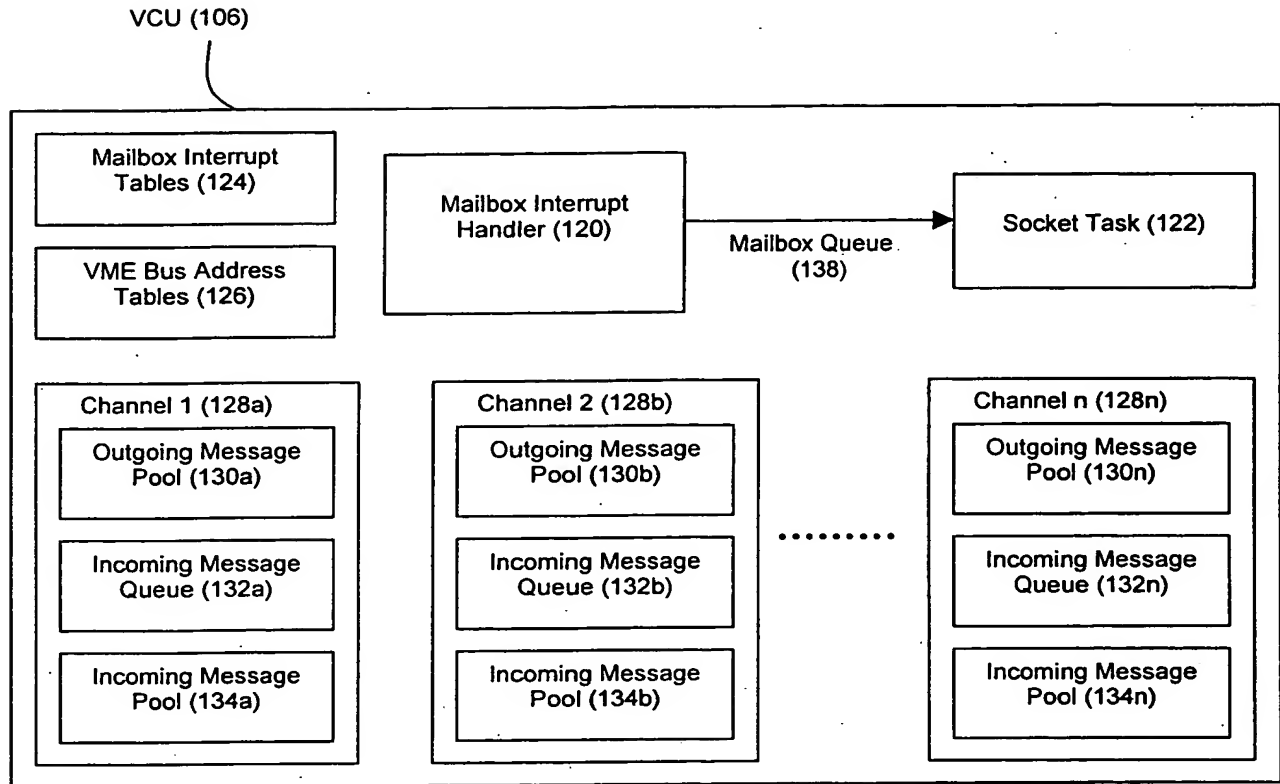 VCU (106)
Mailbox Interrupt
Tables (124)
Mailbox Interrupt
Handler (120)
Mailbox Queue
(138)
Socket Task (122)
VME Bus Address
Tables (126)
Channel 1 (128a)
Outgoing Message
Pool (130a)
Incoming Message
Queue (132a)
Incoming Message
Pool (134a)
Channel 2 (128b)
Outgoing Message
Pool (130b)
Incoming Message
Queue (132b)
Incoming Message
Pool (134b)
Channel n (128n)
Outgoing Message
Pool (130n)
Incoming Message
Queue (132n)
Incoming Message
Pool (134n)